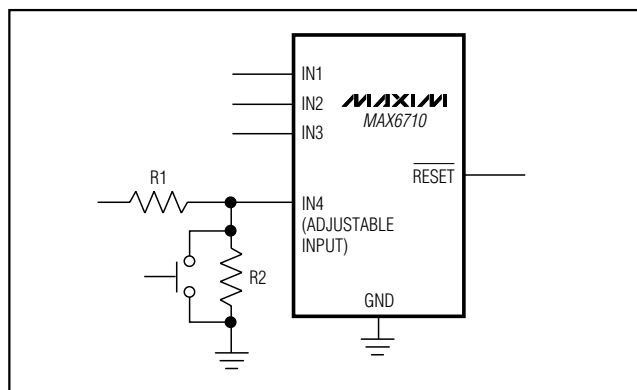 IN1
IN2
IN3
MAXIM
MAX6710
RESET
R1
IN4
(ADJUSTABLE
INPUT)
R2
GND